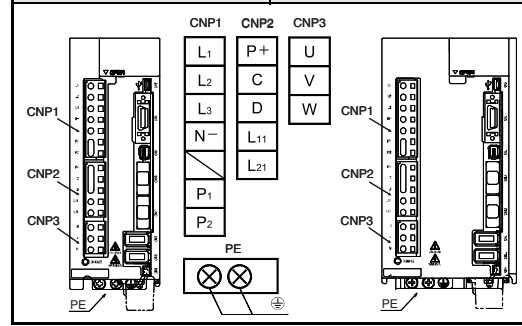 CNP1 CNP2 CNP3
L1 P+ U
L2 C V
L3 D W
N− L11
L21
P1
P2
PE
CNP1
CNP2
CNP3
PE
CNP1
CNP2
CNP3
PE